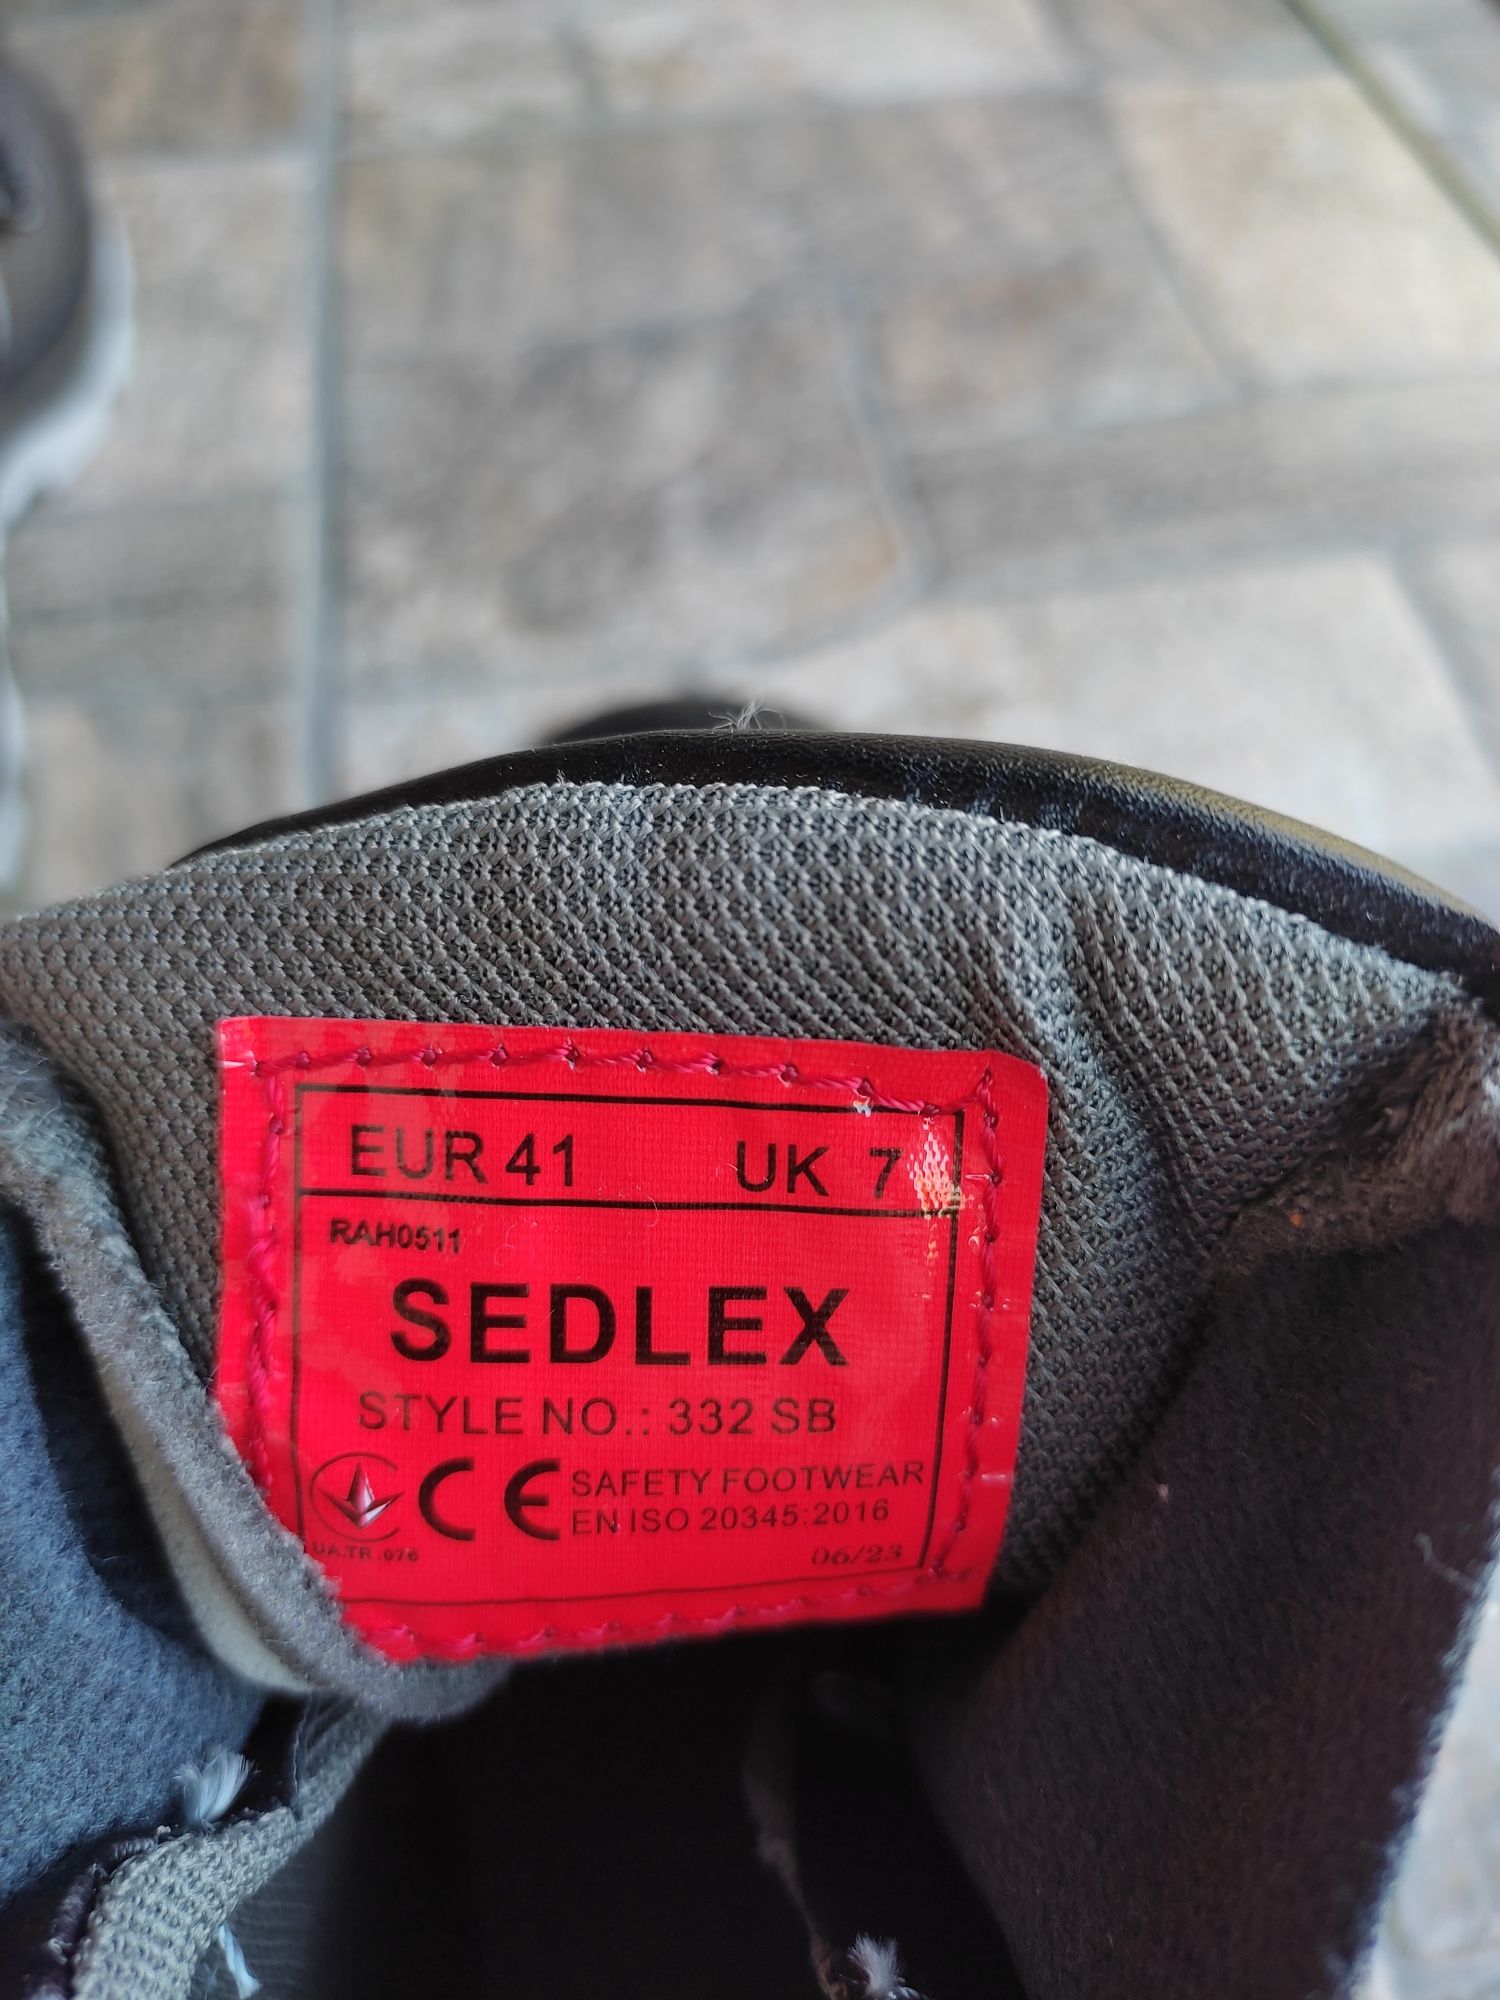 EUR 41 UK 7
RAH0511
SEDLEX
STYLE NO.: 332 SB
CE SAFETY FOOTWEAR
EN ISO 20345:2016
UA.TR.076
06/23